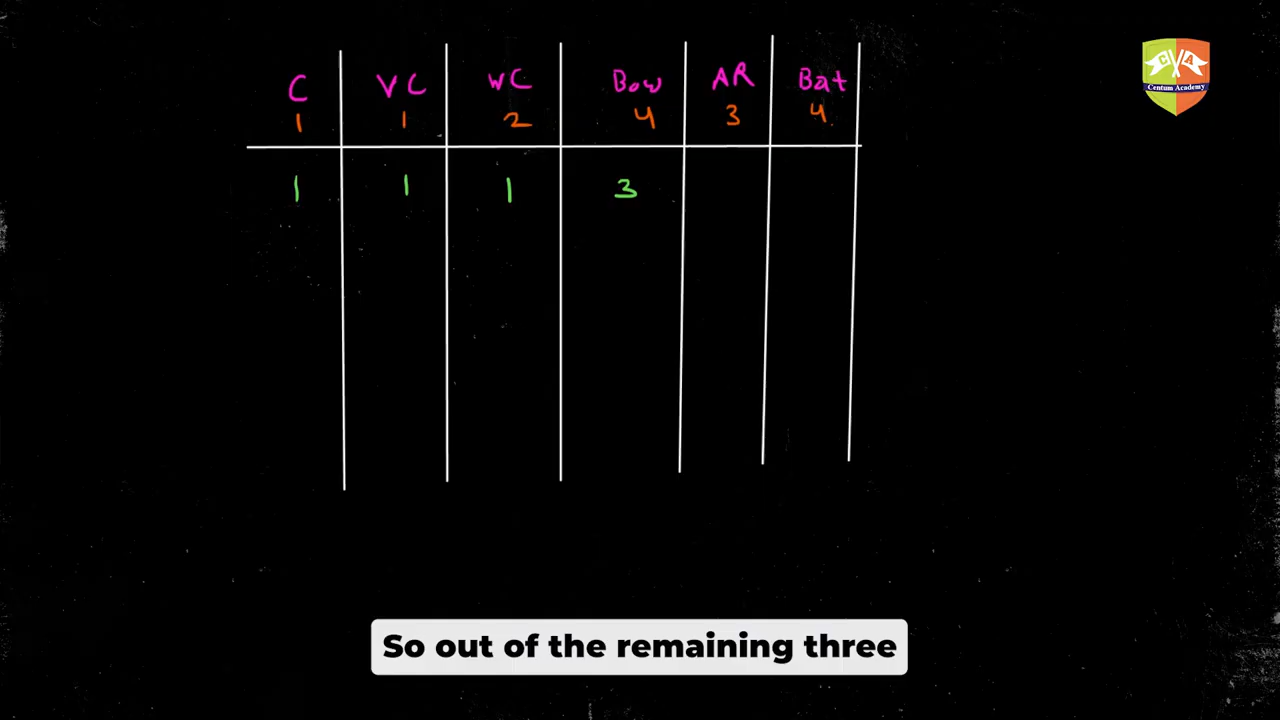 C VC WC Bow AR Bat
1 1 2 4 3 4
1 1 1 3
CA
Centum Academy
So out of the remaining three